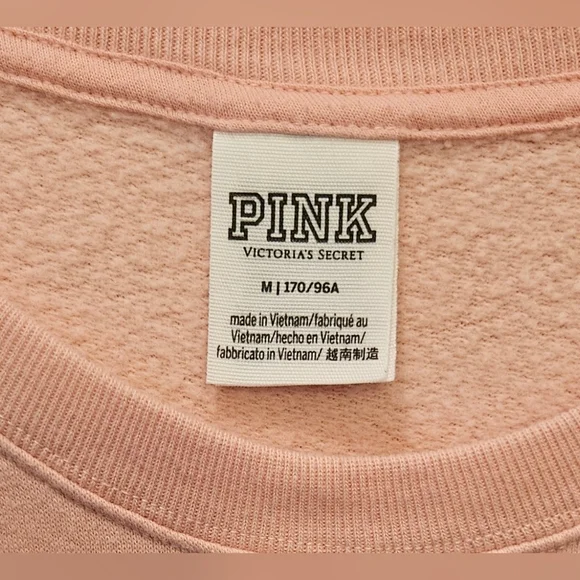 PINK
VICTORIA'S SECRET
M | 170/96A
made in Vietnam/fabriqué au
Vietnam/hecho en Vietnam/
fabbricato in Vietnam/ 越南制造